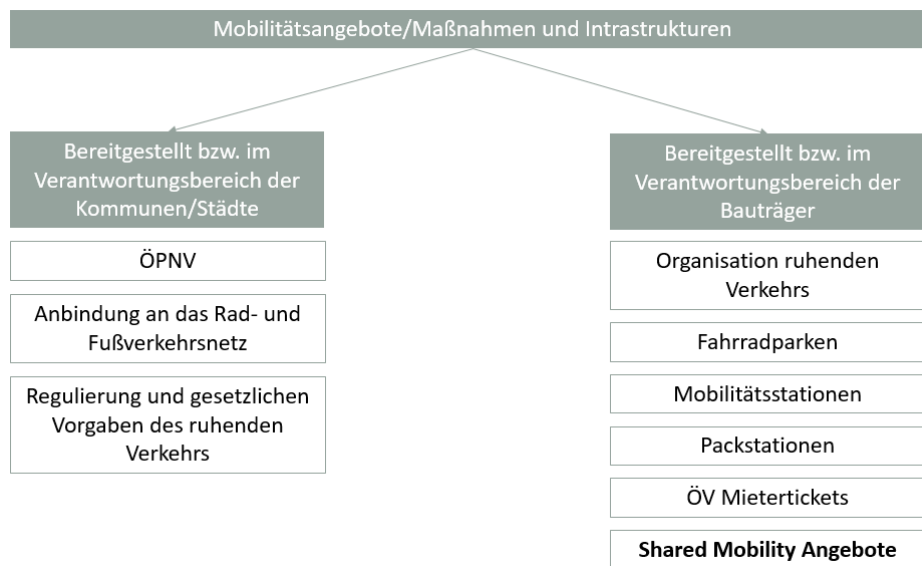 Mobilitätsangebote/Maßnahmen und Intrastrukturen
Bereitgestellt bzw. im
Verantwortungsbereich der
Kommunen/Städte
ÖPNV
Anbindung an das Rad- und
Fußverkehrsnetz
Regulierung und gesetzlichen
Vorgaben des ruhenden
Verkehrs
Bereitgestellt bzw. im
Verantwortungsbereich der
Bauträger
Organisation ruhenden
Verkehrs
Fahrradparken
Mobilitätsstationen
Packstationen
ÖV Mietertickets
Shared Mobility Angebote